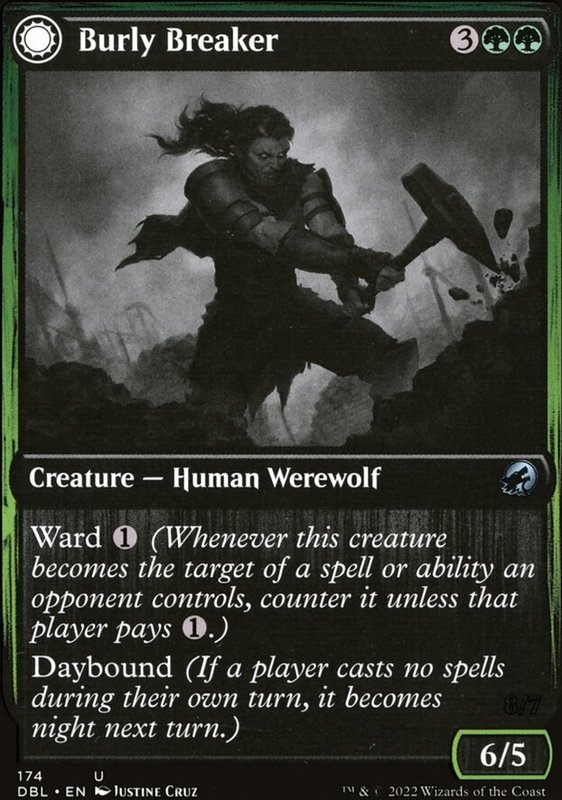 Burly Breaker 3
Creature — Human Werewolf
Ward 1 (Whenever this creature
becomes the target of a spell or ability an
opponent controls, counter it unless that
player pays 1.)
Daybound (If a player casts no spells
during their own turn, it becomes
night next turn.)
8/7
6/5
174 U
DBL • EN Justine Cruz
™ & © 2022 Wizards of the Coast